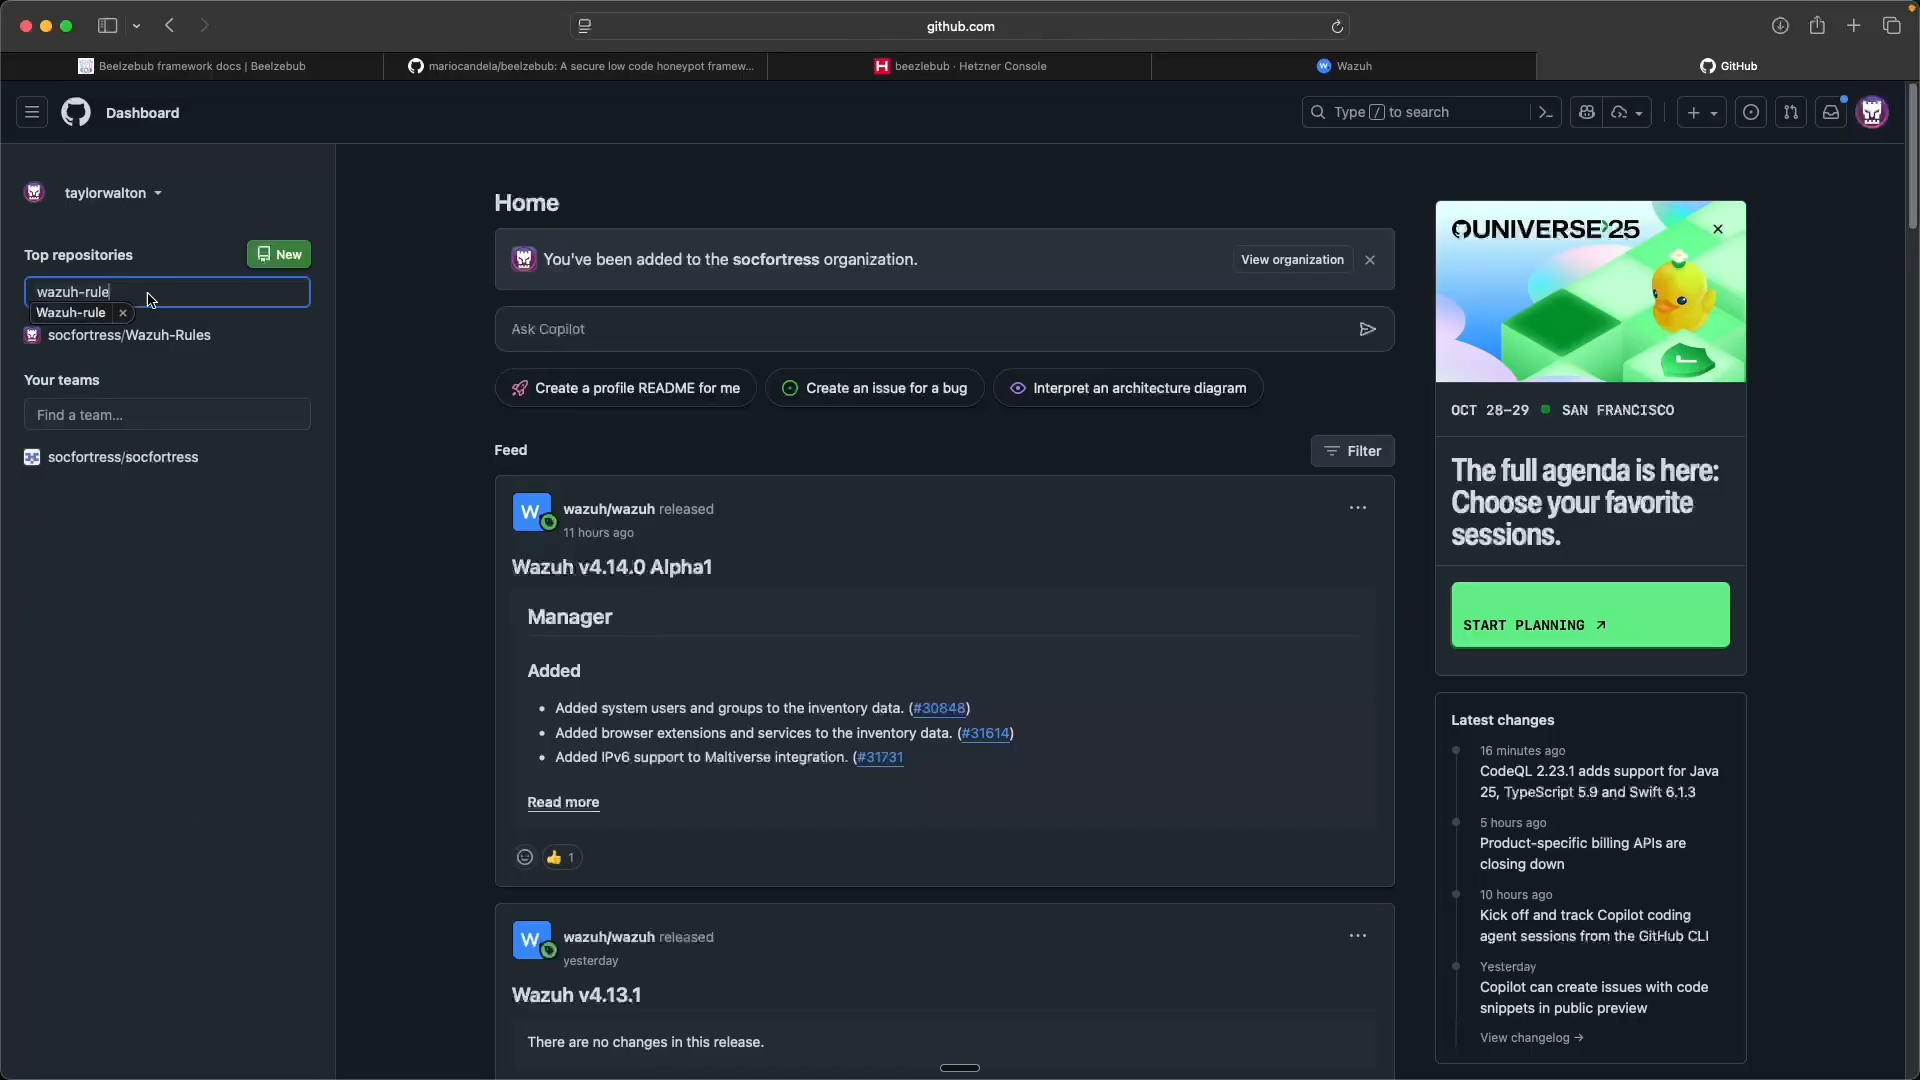 github.com
Beelzebub framework docs | Beelzebub
mariocandela/beelzebub: A secure low code honeypot framew...
H beezlebub · Hetzner Console
W Wazuh
GitHub
Dashboard
Type / to search
taylorwalton
Top repositories
New
wazuh-rule
Wazuh-rule
socfortress/Wazuh-Rules
Your teams
Find a team...
socfortress/socfortress
Home
You've been added to the socfortress organization.
View organization
Ask Copilot
Create a profile README for me
Create an issue for a bug
Interpret an architecture diagram
Feed
Filter
W
wazuh/wazuh released
11 hours ago
Wazuh v4.14.0 Alpha1
Manager
Added
• Added system users and groups to the inventory data. (#30848)
• Added browser extensions and services to the inventory data. (#31614)
• Added IPv6 support to Maltiverse integration. (#31731
Read more
1
W
wazuh/wazuh released
yesterday
Wazuh v4.13.1
There are no changes in this release.
UNIVERSE'25
OCT 28–29 SAN FRANCISCO
The full agenda is here:
Choose your favorite
sessions.
START PLANNING
Latest changes
16 minutes ago
CodeQL 2.23.1 adds support for Java
25, TypeScript 5.9 and Swift 6.1.3
5 hours ago
Product-specific billing APIs are
closing down
10 hours ago
Kick off and track Copilot coding
agent sessions from the GitHub CLI
Yesterday
Copilot can create issues with code
snippets in public preview
View changelog →